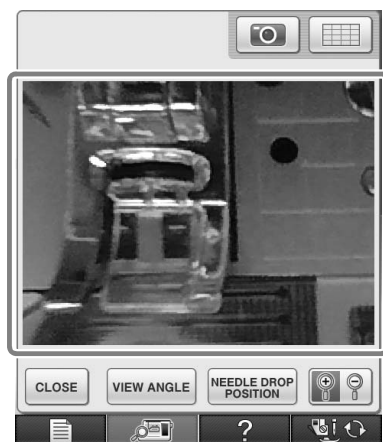 CLOSE
VIEW ANGLE
NEEDLE DROP
POSITION
?
i